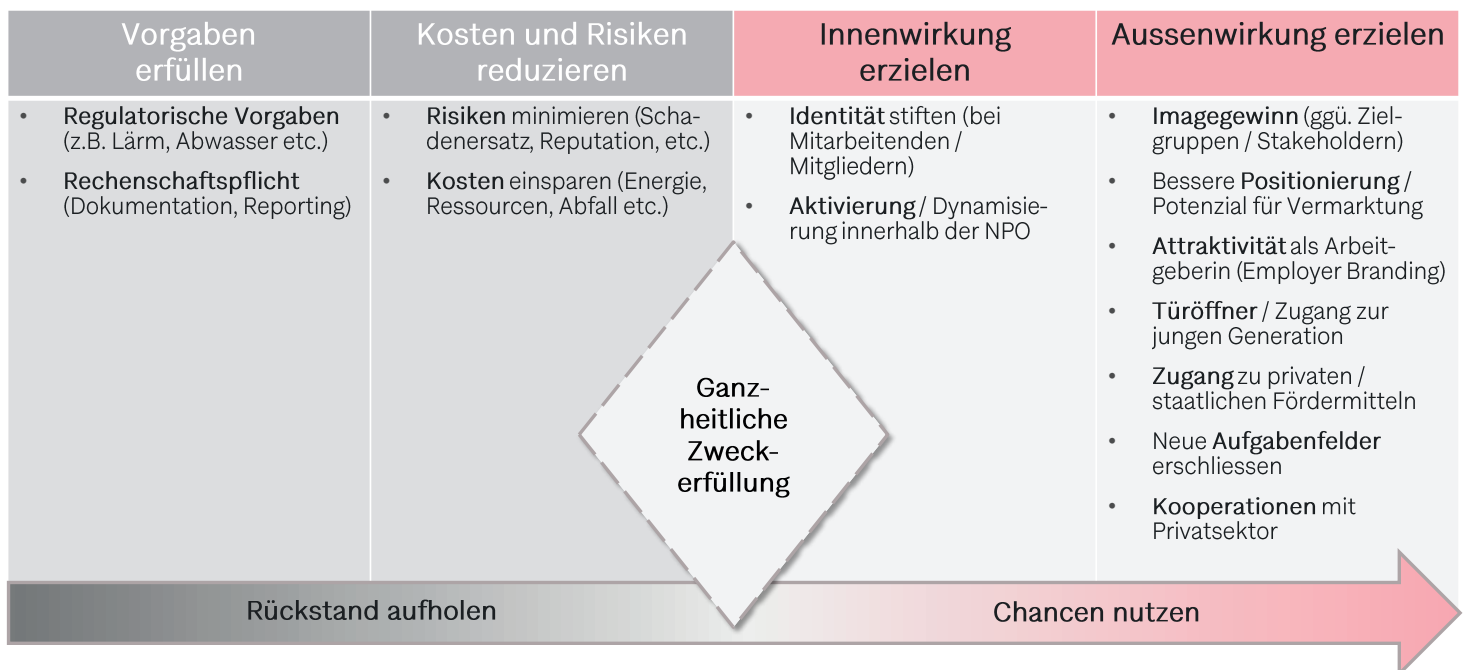 Vorgaben
erfüllen
Kosten und Risiken
reduzieren
Innenwirkung
erzielen
Aussenwirkung erzielen
• Regulatorische Vorgaben
(z.B. Lärm, Abwasser etc.)
• Rechenschaftspflicht
(Dokumentation, Reporting)
• Risiken minimieren (Scha-
denersatz, Reputation, etc.)
• Kosten einsparen (Energie,
Ressourcen, Abfall etc.)
• Identität stiften (bei
Mitarbeitenden /
Mitgliedern)
• Aktivierung / Dynamisie-
rung innerhalb der NPO
• Imagegewinn (ggü. Ziel-
gruppen / Stakeholdern)
• Bessere Positionierung /
Potenzial für Vermarktung
• Attraktivität als Arbeit-
geberin (Employer Branding)
• Türöffner / Zugang zur
jungen Generation
• Zugang zu privaten /
staatlichen Fördermitteln
• Neue Aufgabenfelder
erschliessen
• Kooperationen mit
Privatsektor
Ganz-
heitliche
Zweck-
erfüllung
Rückstand aufholen
Chancen nutzen